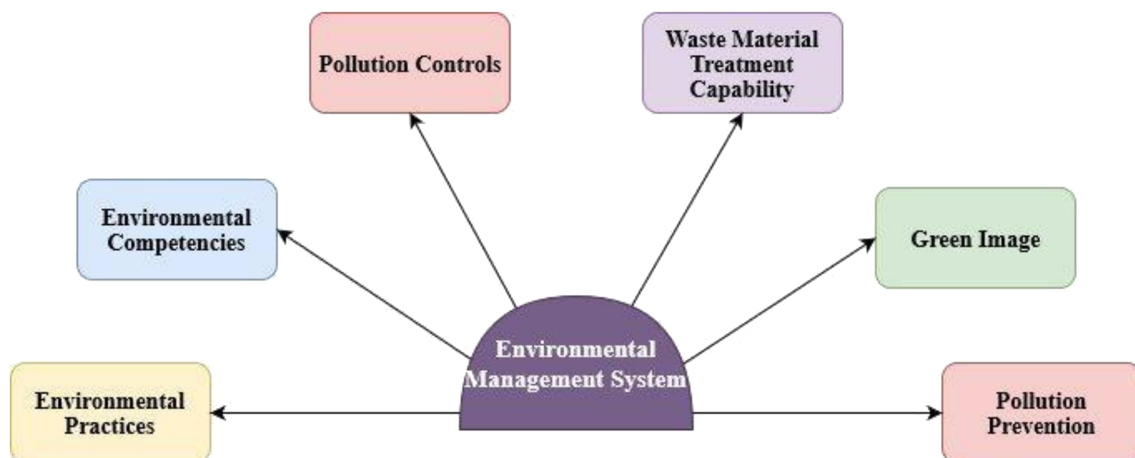 Pollution Controls
Waste Material
Treatment
Capability
Environmental
Competencies
Green Image
Environmental
Management System
Environmental
Practices
Pollution
Prevention